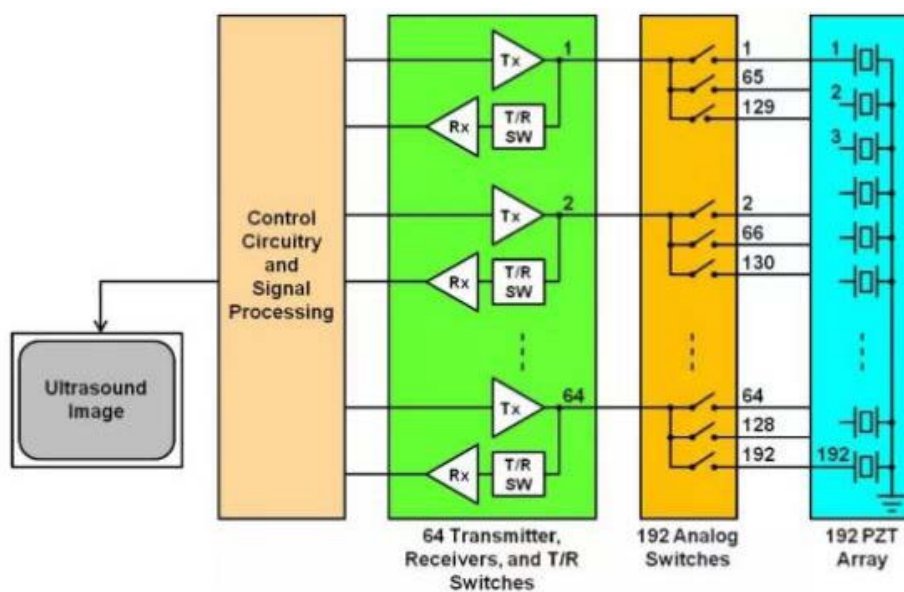 Ultrasound
Image
Control
Circuitry
and
Signal
Processing
Tx
1
Rx
T/R
SW
Tx
2
Rx
T/R
SW
Tx
64
Rx
T/R
SW
64 Transmitter,
Receivers, and T/R
Switches
1
65
129
2
66
130
64
128
192
192 Analog
Switches
1
2
3
192
192 PZT
Array